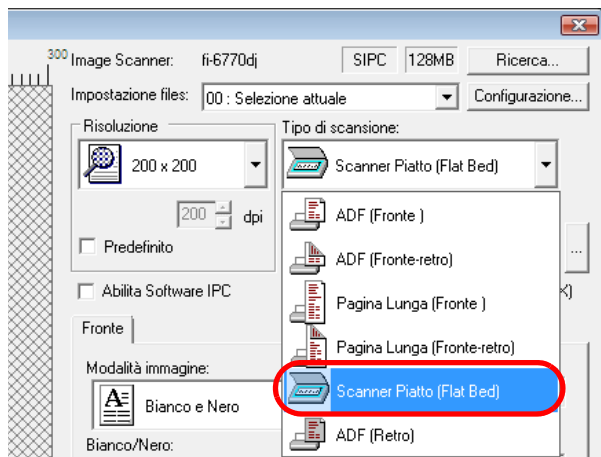 300 Image Scanner: fi-6770dj SIPC 128MB Ricerca...
Impostazione files: 00 : Selezione attuale Configurazione...
Risoluzione Tipo di scansione:
200 x 200 Scanner Piatto (Flat Bed)
200 dpi ADF (Fronte )
Predefinito ADF (Fronte-retro) ...
Abilita Software IPC Pagina Lunga (Fronte )
Fronte Pagina Lunga (Fronte-retro)
Modalità immagine:
Bianco e Nero Scanner Piatto (Flat Bed)
Bianco/Nero: ADF (Retro)